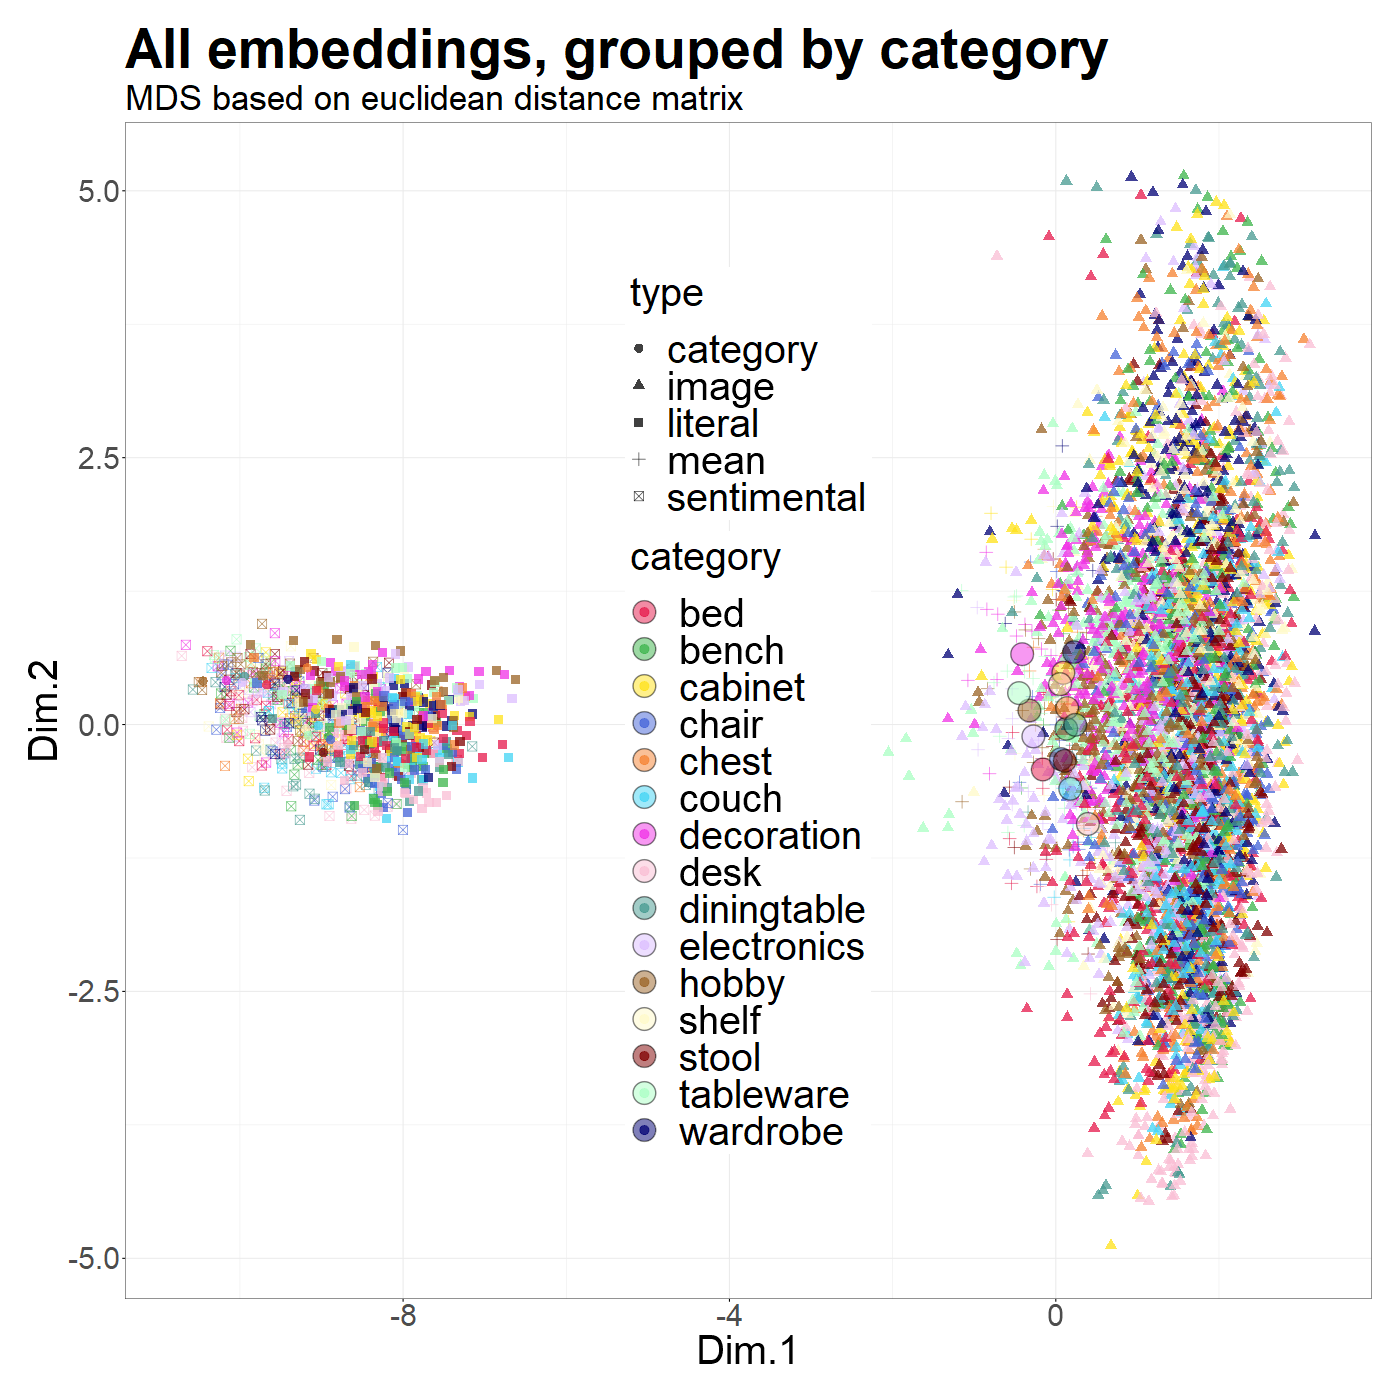 All embeddings, grouped by category
MDS based on euclidean distance matrix
5.0
2.5
0.0
-2.5
-5.0
Dim.2
type
category
image
literal
mean
sentimental
category
bed
bench
cabinet
chair
chest
couch
decoration
desk
diningtable
electronics
hobby
shelf
stool
tableware
wardrobe
-8
-4
0
Dim.1